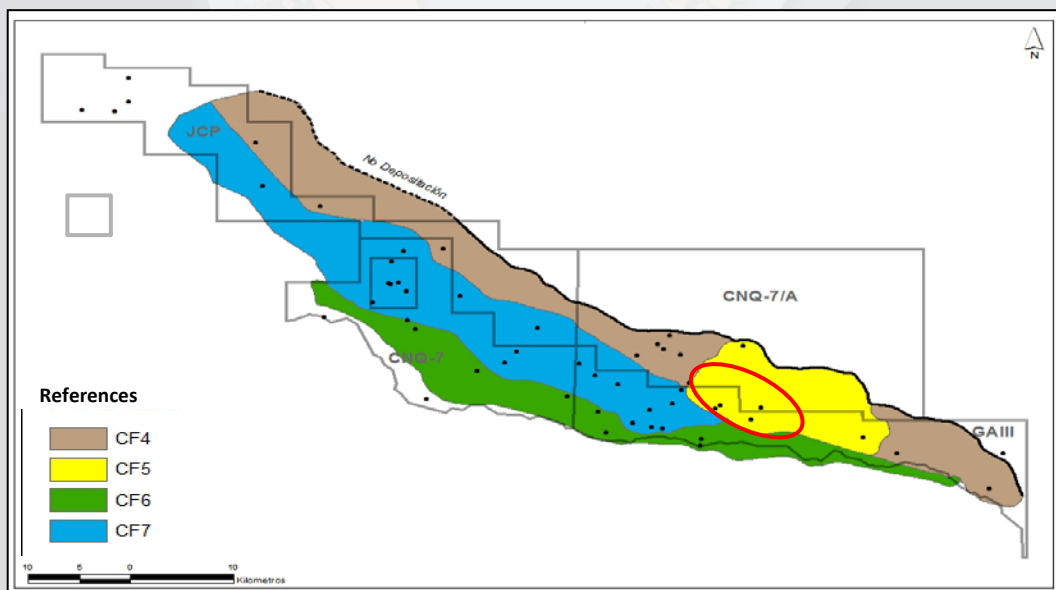 N
JCP
No Depositación
CNQ-7/A
CNQ-7
GAIII
References
CF4
CF5
CF6
CF7
10 5 0 10
Kilometros